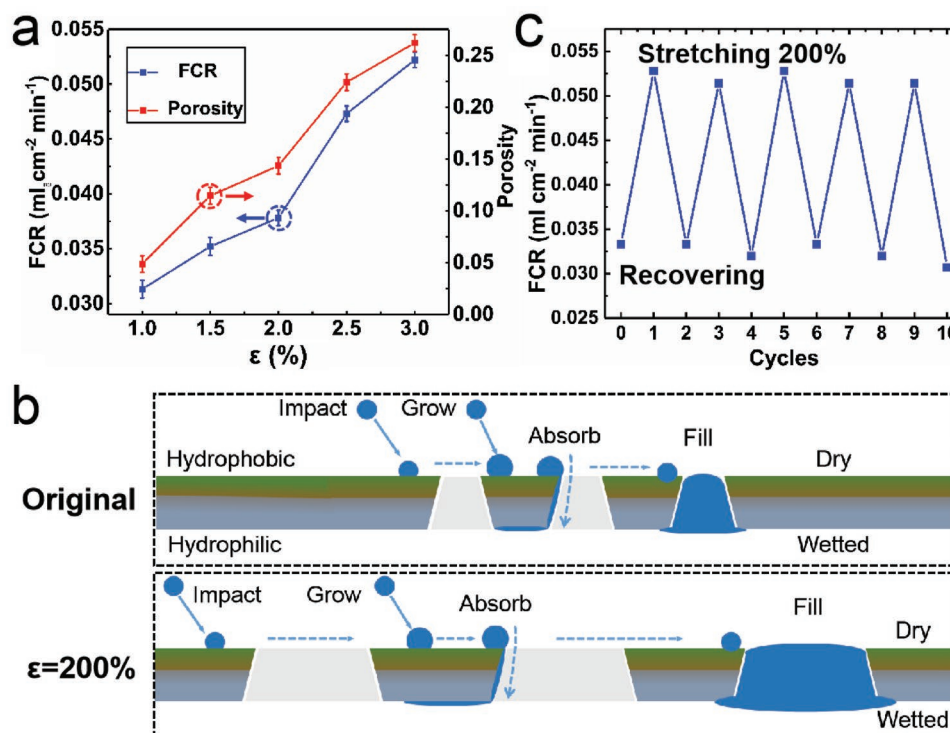 a
FCR (ml cm⁻² min⁻¹)
0.055
0.050
0.045
0.040
0.035
0.030
FCR
Porosity
0.25
0.20
0.15
0.10
0.05
0.00
Porosity
1.0 1.5 2.0 2.5 3.0
ε (%)
c
FCR (ml cm⁻² min⁻¹)
0.055
0.050
0.045
0.040
0.035
0.030
0.025
Stretching 200%
Recovering
0 1 2 3 4 5 6 7 8 9 10
Cycles
b
Original
Impact Grow Absorb Fill
Hydrophobic Dry
Hydrophilic Wetted
ε=200%
Impact Grow Absorb Fill
Dry
Wetted